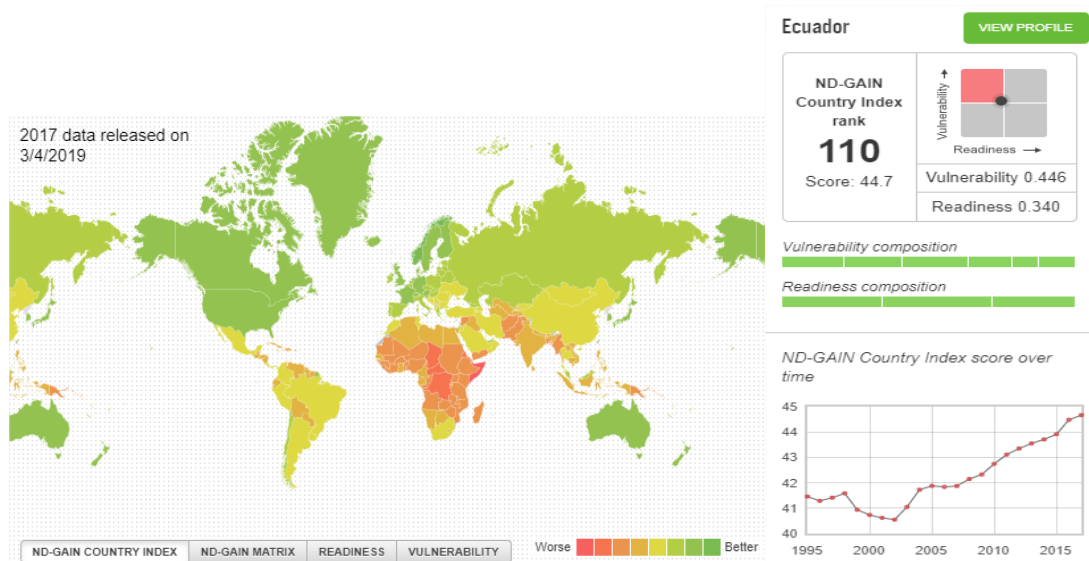 2017 data released on
3/4/2019
ND-GAIN COUNTRY INDEX
ND-GAIN MATRIX
READINESS
VULNERABILITY
Worse
Better
Ecuador
VIEW PROFILE
ND-GAIN
Country Index
rank
110
Score: 44.7
Vulnerability →
Readiness →
Vulnerability 0.446
Readiness 0.340
Vulnerability composition
Readiness composition
ND-GAIN Country Index score over
time
45
44
43
42
41
40
1995
2000
2005
2010
2015